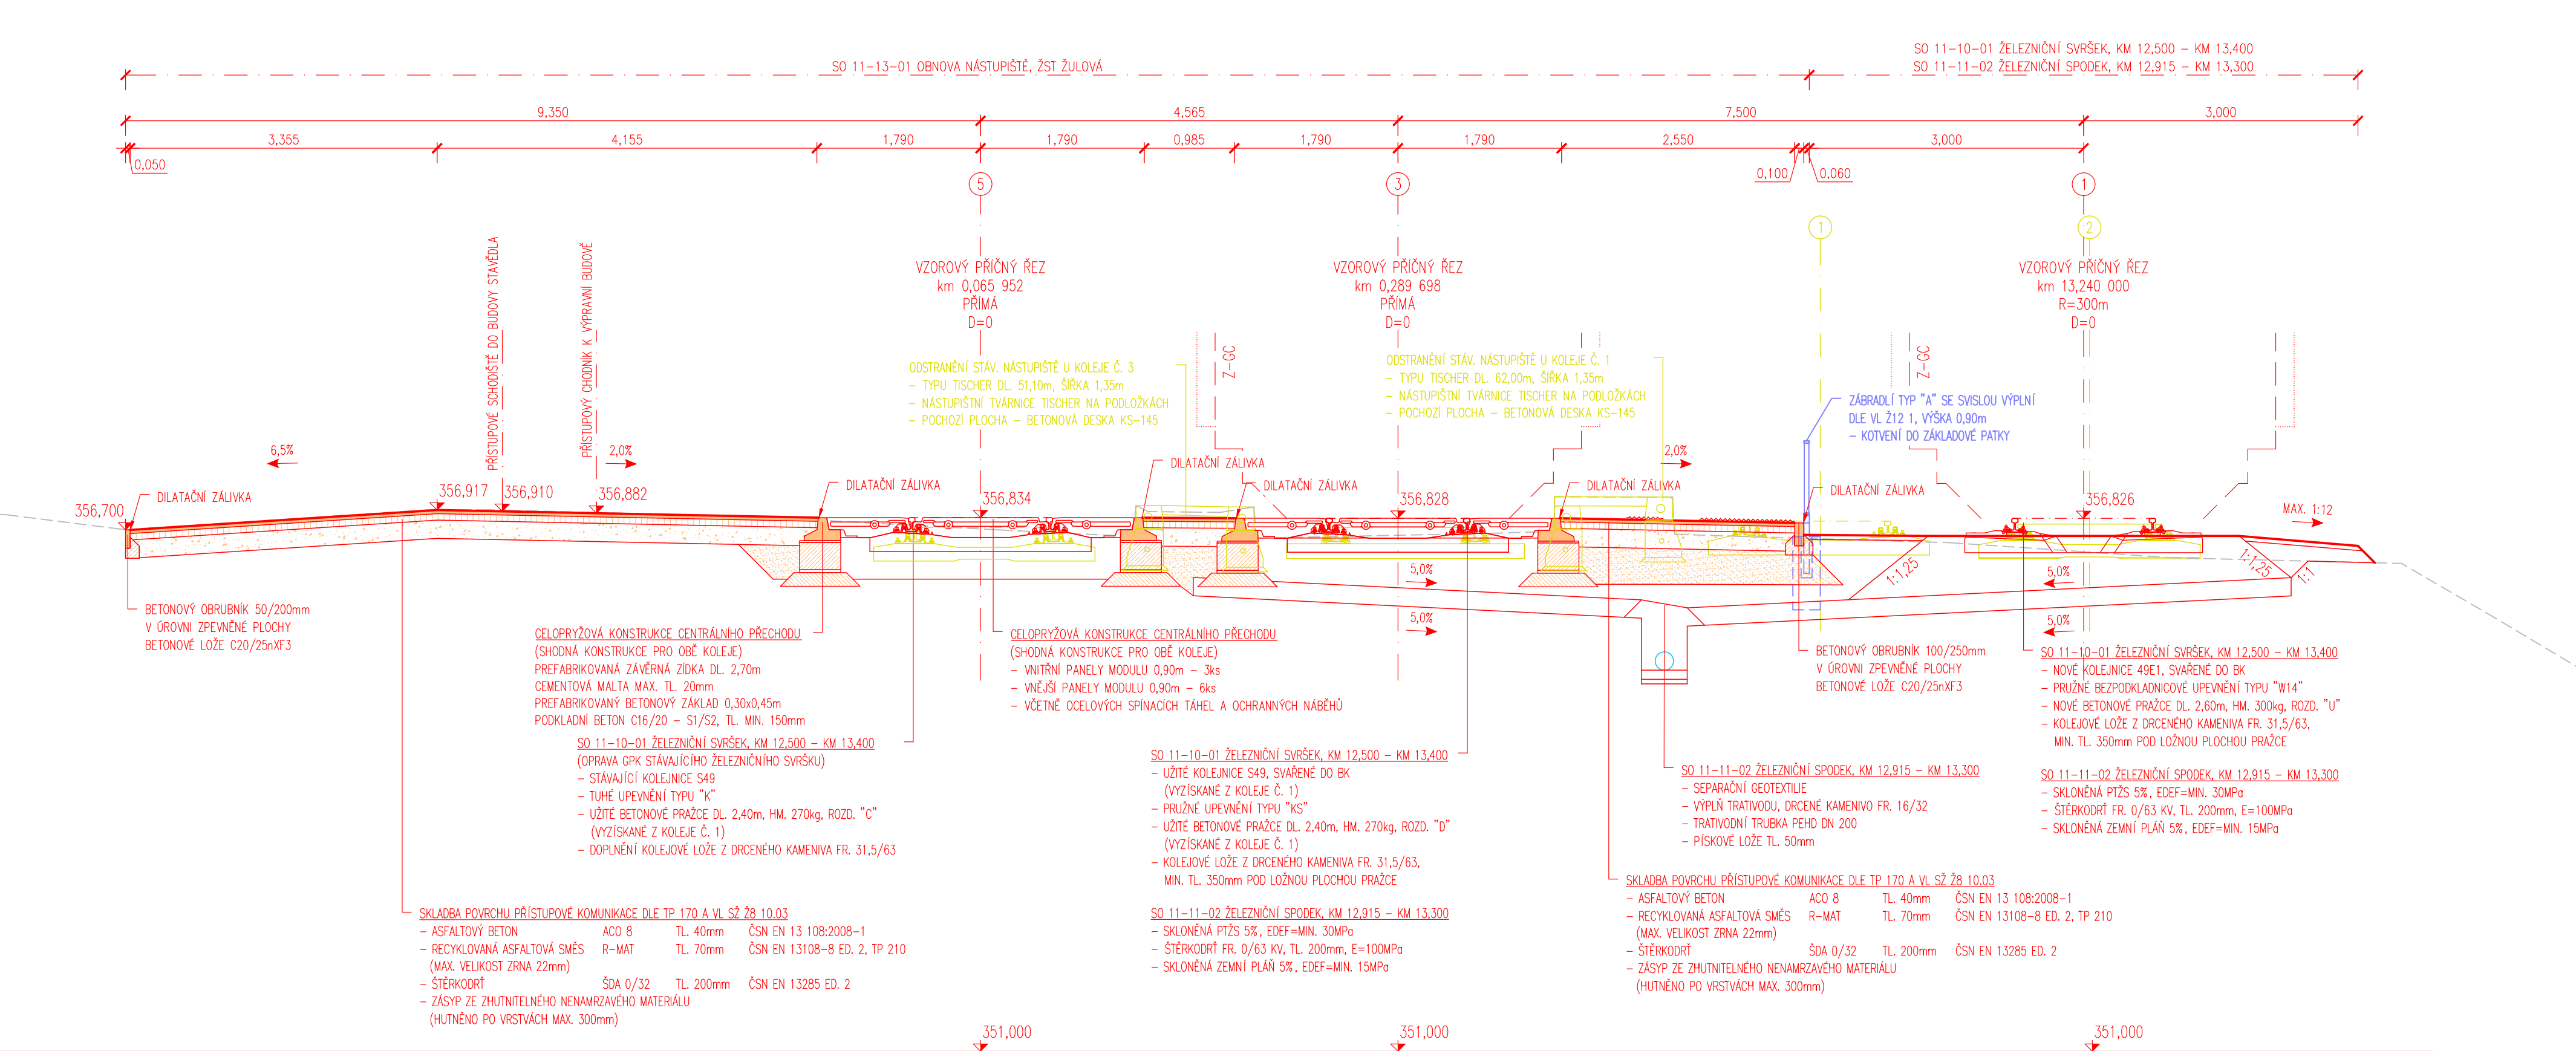 SO 11-13-01 OBNOVA NÁSTUPIŠTĚ, ŽST ŽULOVÁ
SO 11-10-01 ŽELEZNIČNÍ SVRŠEK, KM 12,500 - KM 13,400
SO 11-11-02 ŽELEZNIČNÍ SPODEK, KM 12,915 - KM 13,300
9,350
4,565
7,500
3,000
3,355
4,155
1,790
1,790
0,985
1,790
1,790
2,550
3,000
0,050
0,100
0,060
5
3
1
1
2
PŘÍSTUPOVÉ SCHODIŠTĚ DO BUDOVY STAVĚDLA
PŘÍSTUPOVÝ CHODNÍK K VÝPRAVNÍ BUDOVĚ
VZOROVÝ PŘÍČNÝ ŘEZ
km 0,065 952
PŘÍMÁ
D=0
VZOROVÝ PŘÍČNÝ ŘEZ
km 0,289 698
PŘÍMÁ
D=0
VZOROVÝ PŘÍČNÝ ŘEZ
km 13,240 000
R=300m
D=0
ODSTRANĚNÍ STÁV. NÁSTUPIŠTĚ U KOLEJE Č. 3
- TYPU TISCHER DL. 51,10m, ŠÍŘKA 1,35m
- NÁSTUPIŠTNÍ TVÁRNICE TISCHER NA PODLOŽKÁCH
- POCHOZÍ PLOCHA - BETONOVÁ DESKA KS-145
Z-GC
ODSTRANĚNÍ STÁV. NÁSTUPIŠTĚ U KOLEJE Č. 1
- TYPU TISCHER DL. 62,00m, ŠÍŘKA 1,35m
- NÁSTUPIŠTNÍ TVÁRNICE TISCHER NA PODLOŽKÁCH
- POCHOZÍ PLOCHA - BETONOVÁ DESKA KS-145
Z-GC
ZÁBRADLÍ TYP "A" SE SVISLOU VÝPLNÍ
DLE VL Ž12 1, VÝŠKA 0,90m
- KOTVENÍ DO ZÁKLADOVÉ PATKY
6,5%
2,0%
2,0%
DILATAČNÍ ZÁLIVKA
DILATAČNÍ ZÁLIVKA
DILATAČNÍ ZÁLIVKA
DILATAČNÍ ZÁLIVKA
DILATAČNÍ ZÁLIVKA
DILATAČNÍ ZÁLIVKA
356,700
356,917
356,910
356,882
356,834
356,828
356,826
MAX. 1:12
5,0%
5,0%
5,0%
5,0%
1:1,25
1:1,25
1:1
BETONOVÝ OBRUBNÍK 50/200mm
V ÚROVNI ZPEVNĚNÉ PLOCHY
BETONOVÉ LOŽE C20/25nXF3
CELOPRYŽOVÁ KONSTRUKCE CENTRÁLNÍHO PŘECHODU
(SHODNÁ KONSTRUKCE PRO OBĚ KOLEJE)
PREFABRIKOVANÁ ZÁVĚRNÁ ZÍDKA DL. 2,70m
CEMENTOVÁ MALTA MAX. TL. 20mm
PREFABRIKOVANÝ BETONOVÝ ZÁKLAD 0,30x0,45m
PODKLADNÍ BETON C16/20 - S1/S2, TL. MIN. 150mm
SO 11-10-01 ŽELEZNIČNÍ SVRŠEK, KM 12,500 - KM 13,400
(OPRAVA GPK STÁVAJÍCÍHO ŽELEZNIČNÍHO SVRŠKU)
- STÁVAJÍCÍ KOLEJNICE S49
- TUHÉ UPEVNĚNÍ TYPU "K"
- UŽITÉ BETONOVÉ PRAŽCE DL. 2,40m, HM. 270kg, ROZD. "C"
(VYZÍSKANÉ Z KOLEJE Č. 1)
- DOPLNĚNÍ KOLEJOVÉ LOŽE Z DRCENÉHO KAMENIVA FR. 31,5/63
CELOPRYŽOVÁ KONSTRUKCE CENTRÁLNÍHO PŘECHODU
(SHODNÁ KONSTRUKCE PRO OBĚ KOLEJE)
- VNITŘNÍ PANELY MODULU 0,90m - 3ks
- VNĚJŠÍ PANELY MODULU 0,90m - 6ks
- VČETNĚ OCELOVÝCH SPÍNACÍCH TÁHEL A OCHRANNÝCH NÁBĚHŮ
SO 11-10-01 ŽELEZNIČNÍ SVRŠEK, KM 12,500 - KM 13,400
- UŽITÉ KOLEJNICE S49, SVAŘENÉ DO BK
(VYZÍSKANÉ Z KOLEJE Č. 1)
- PRUŽNÉ UPEVNĚNÍ TYPU "KS"
- UŽITÉ BETONOVÉ PRAŽCE DL. 2,40m, HM. 270kg, ROZD. "D"
(VYZÍSKANÉ Z KOLEJE Č. 1)
- KOLEJOVÉ LOŽE Z DRCENÉHO KAMENIVA FR. 31,5/63,
MIN. TL. 350mm POD LOŽNOU PLOCHOU PRAŽCE
SO 11-11-02 ŽELEZNIČNÍ SPODEK, KM 12,915 - KM 13,300
- SKLONĚNÁ PTŽS 5%, EDEF=MIN. 30MPa
- ŠTĚRKODRŤ FR. 0/63 KV, TL. 200mm, E=100MPa
- SKLONĚNÁ ZEMNÍ PLÁŇ 5%, EDEF=MIN. 15MPa
BETONOVÝ OBRUBNÍK 100/250mm
V ÚROVNI ZPEVNĚNÉ PLOCHY
BETONOVÉ LOŽE C20/25nXF3
SO 11-11-02 ŽELEZNIČNÍ SPODEK, KM 12,915 - KM 13,300
- SEPARAČNÍ GEOTEXTILIE
- VÝPLŇ TRATIVODU, DRCENÉ KAMENIVO FR. 16/32
- TRATIVODNÍ TRUBKA PEHD DN 200
- PÍSKOVÉ LOŽE TL. 50mm
SO 11-10-01 ŽELEZNIČNÍ SVRŠEK, KM 12,500 - KM 13,400
- NOVÉ KOLEJNICE 49E1, SVAŘENÉ DO BK
- PRUŽNÉ BEZPODKLADNICOVÉ UPEVNĚNÍ TYPU "W14"
- NOVÉ BETONOVÉ PRAŽCE DL. 2,60m, HM. 300kg, ROZD. "U"
- KOLEJOVÉ LOŽE Z DRCENÉHO KAMENIVA FR. 31,5/63,
MIN. TL. 350mm POD LOŽNOU PLOCHOU PRAŽCE
SO 11-11-02 ŽELEZNIČNÍ SPODEK, KM 12,915 - KM 13,300
- SKLONĚNÁ PTŽS 5%, EDEF=MIN. 30MPa
- ŠTĚRKODRŤ FR. 0/63 KV, TL. 200mm, E=100MPa
- SKLONĚNÁ ZEMNÍ PLÁŇ 5%, EDEF=MIN. 15MPa
SKLADBA POVRCHU PŘÍSTUPOVÉ KOMUNIKACE DLE TP 170 A VL SŽ Ž8 10.03
- ASFALTOVÝ BETON ACO 8 TL. 40mm ČSN EN 13 108:2008-1
- RECYKLOVANÁ ASFALTOVÁ SMĚS R-MAT TL. 70mm ČSN EN 13108-8 ED. 2, TP 210
(MAX. VELIKOST ZRNA 22mm)
- ŠTĚRKODRŤ ŠDA 0/32 TL. 200mm ČSN EN 13285 ED. 2
- ZÁSYP ZE ZHUTNITELNÉHO NENAMRZAVÉHO MATERIÁLU
(HUTNĚNO PO VRSTVÁCH MAX. 300mm)
SKLADBA POVRCHU PŘÍSTUPOVÉ KOMUNIKACE DLE TP 170 A VL SŽ Ž8 10.03
- ASFALTOVÝ BETON ACO 8 TL. 40mm ČSN EN 13 108:2008-1
- RECYKLOVANÁ ASFALTOVÁ SMĚS R-MAT TL. 70mm ČSN EN 13108-8 ED. 2, TP 210
(MAX. VELIKOST ZRNA 22mm)
- ŠTĚRKODRŤ ŠDA 0/32 TL. 200mm ČSN EN 13285 ED. 2
- ZÁSYP ZE ZHUTNITELNÉHO NENAMRZAVÉHO MATERIÁLU
(HUTNĚNO PO VRSTVÁCH MAX. 300mm)
351,000
351,000
351,000